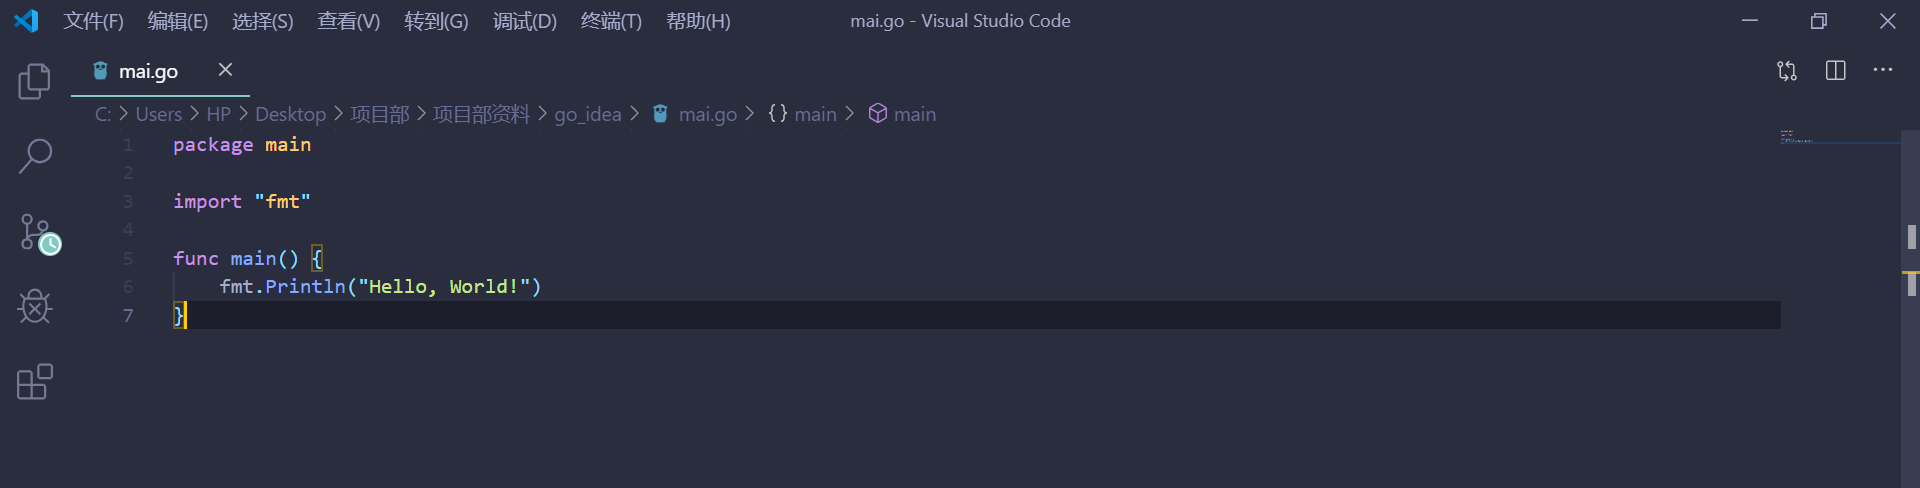 文件(F) 编辑(E) 选择(S) 查看(V) 转到(G) 调试(D) 终端(T) 帮助(H) mai.go - Visual Studio Code
mai.go
C: > Users > HP > Desktop > 项目部 > 项目部资料 > go_idea > mai.go > {} main > main
1 package main
2
3 import "fmt"
4
5 func main() {
6     fmt.Println("Hello, World!")
7 }